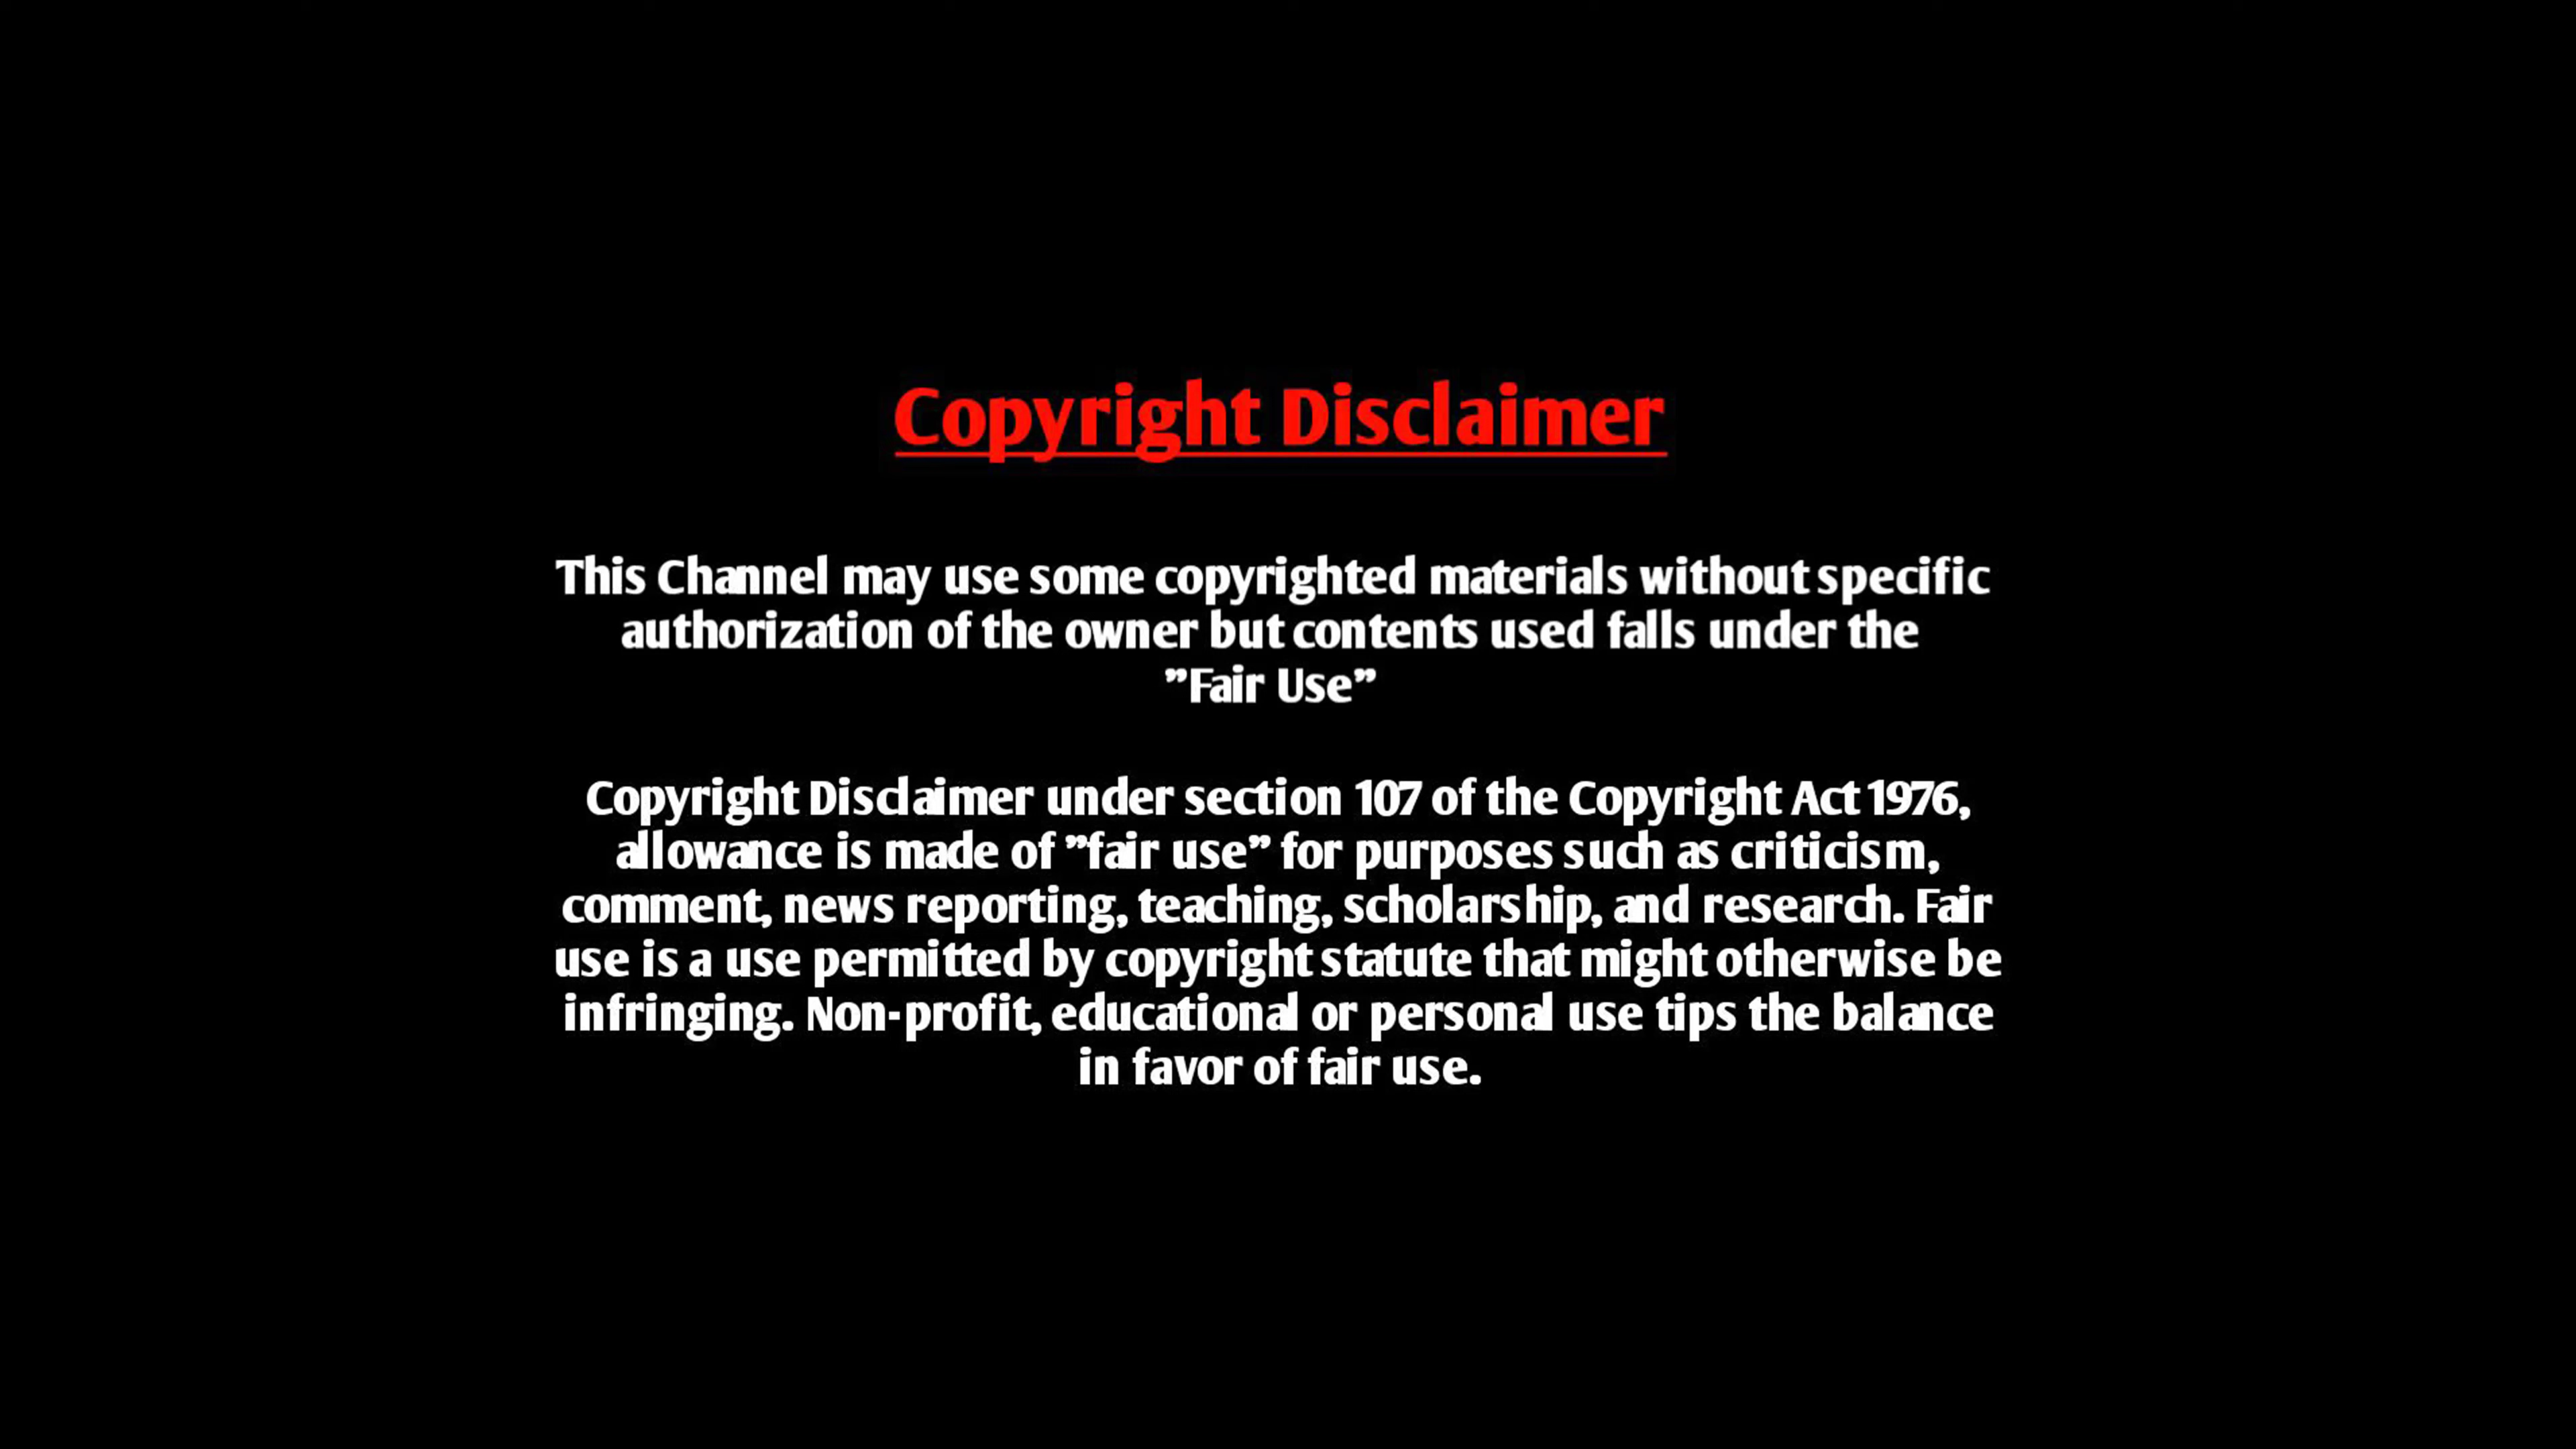 Copyright Disclaimer
This Channel may use some copyrighted materials without specific
authorization of the owner but contents used falls under the
”Fair Use”
Copyright Disclaimer under section 107 of the Copyright Act 1976,
allowance is made of ”fair use” for purposes such as criticism,
comment, news reporting, teaching, scholarship, and research. Fair
use is a use permitted by copyright statute that might otherwise be
infringing. Non-profit, educational or personal use tips the balance
in favor of fair use.